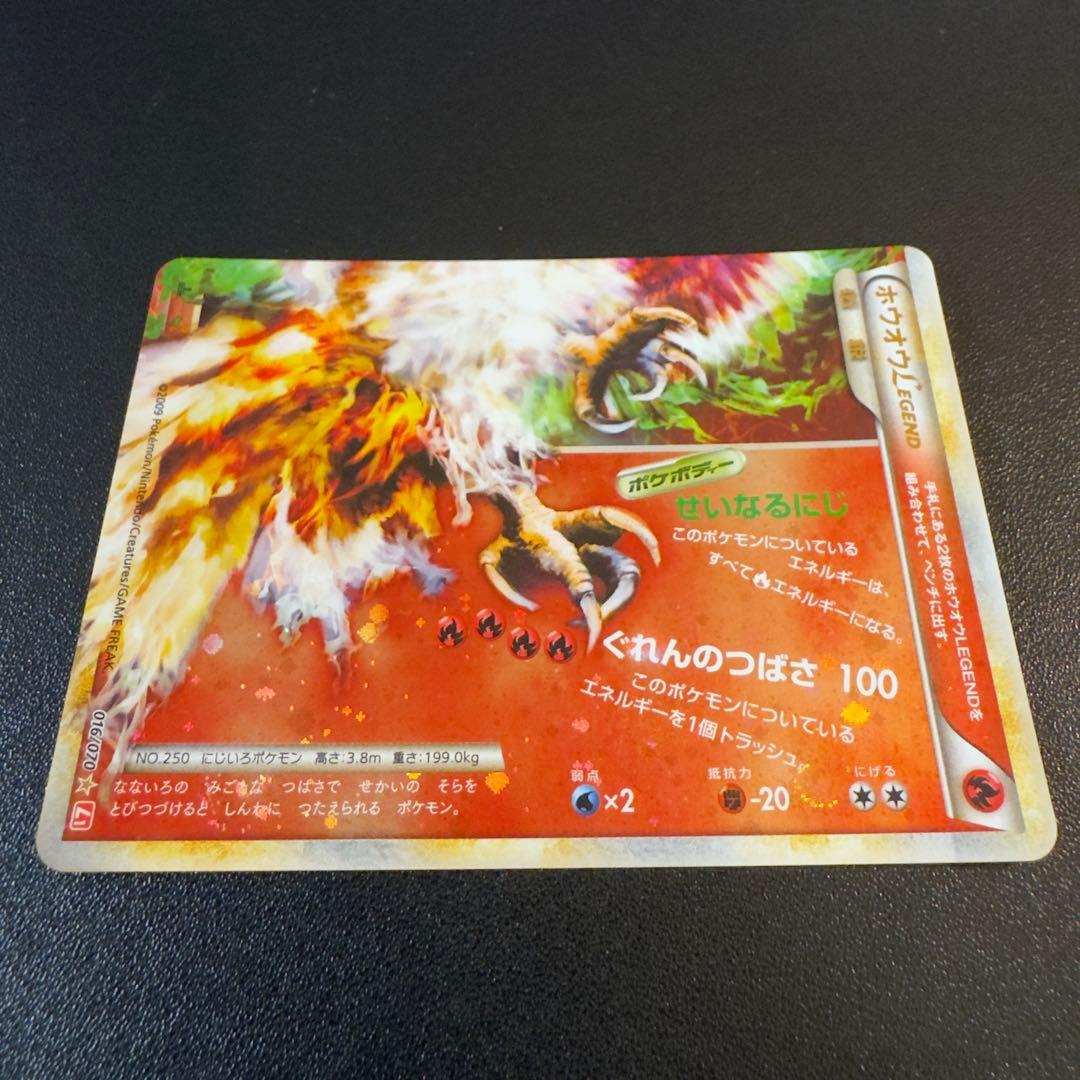 ホウオウLEGEND
手札にある2枚のホウオウLEGENDを
組み合わせて ベンチに出す。
ポケボディー
せいなるにじ
このポケモンについている
エネルギーは、
すべてエネルギーになる。
ぐれんのつばさ 100
このポケモンについている
エネルギーを1個トラッシュ。
NO.250 にじいろポケモン 高さ:3.8m 重さ:199.0kg
なないろの みごとな つばさで せかいの そらを
とびつづけると しんわに つたえられる ポケモン。
弱点
×2
抵抗力
-20
にげる
©2009 Pokémon/Nintendo/Creatures/GAME FREAK
016/070
L1